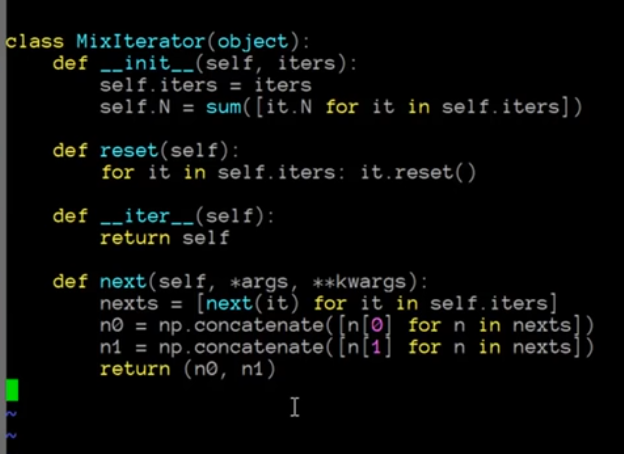 class MixIterator(object):
    def __init__(self, iters):
        self.iters = iters
        self.N = sum([it.N for it in self.iters])

    def reset(self):
        for it in self.iters: it.reset()

    def __iter__(self):
        return self

    def next(self, *args, **kwargs):
        nexts = [next(it) for it in self.iters]
        n0 = np.concatenate([n[0] for n in nexts])
        n1 = np.concatenate([n[1] for n in nexts])
        return (n0, n1)

~
~